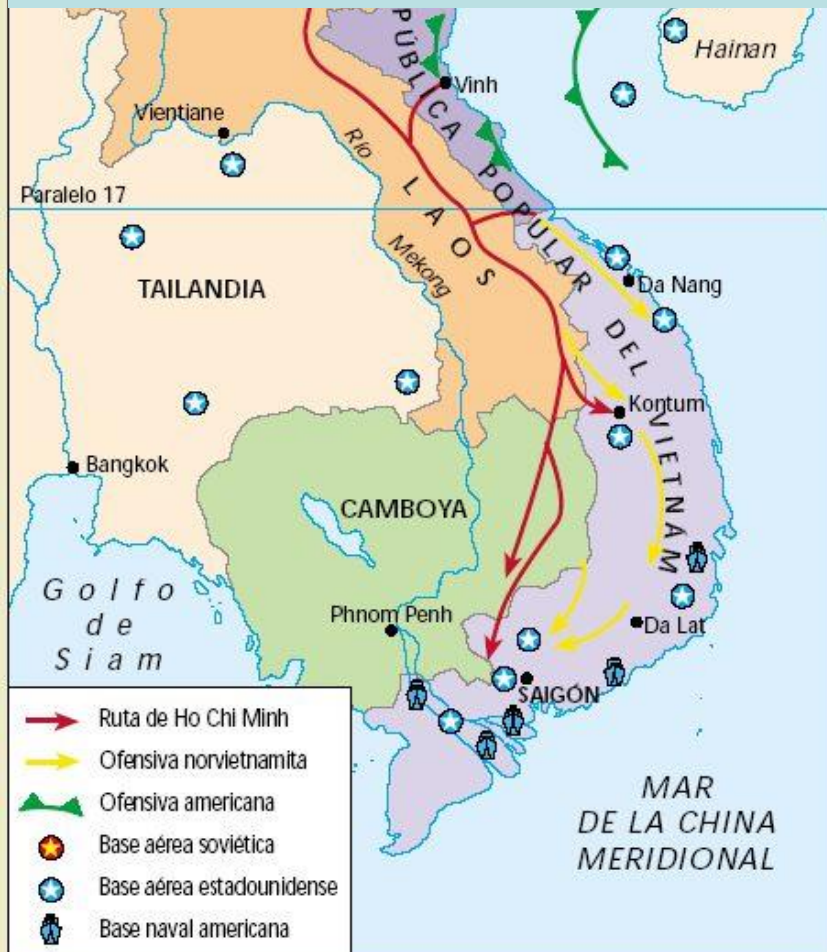 Hainan
Vinh
Vientiane
Río
Mekong
LAOS
Paralelo 17
PÚBLICA POPULAR DEL VIETNAM
TAILANDIA
Da Nang
Kontum
Bangkok
CAMBOYA
Golfo
de
Siam
Phnom Penh
Da Lat
SAIGÓN
MAR
DE LA CHINA
MERIDIONAL
Ruta de Ho Chi Minh
Ofensiva norvietnamita
Ofensiva americana
Base aérea soviética
Base aérea estadounidense
Base naval americana